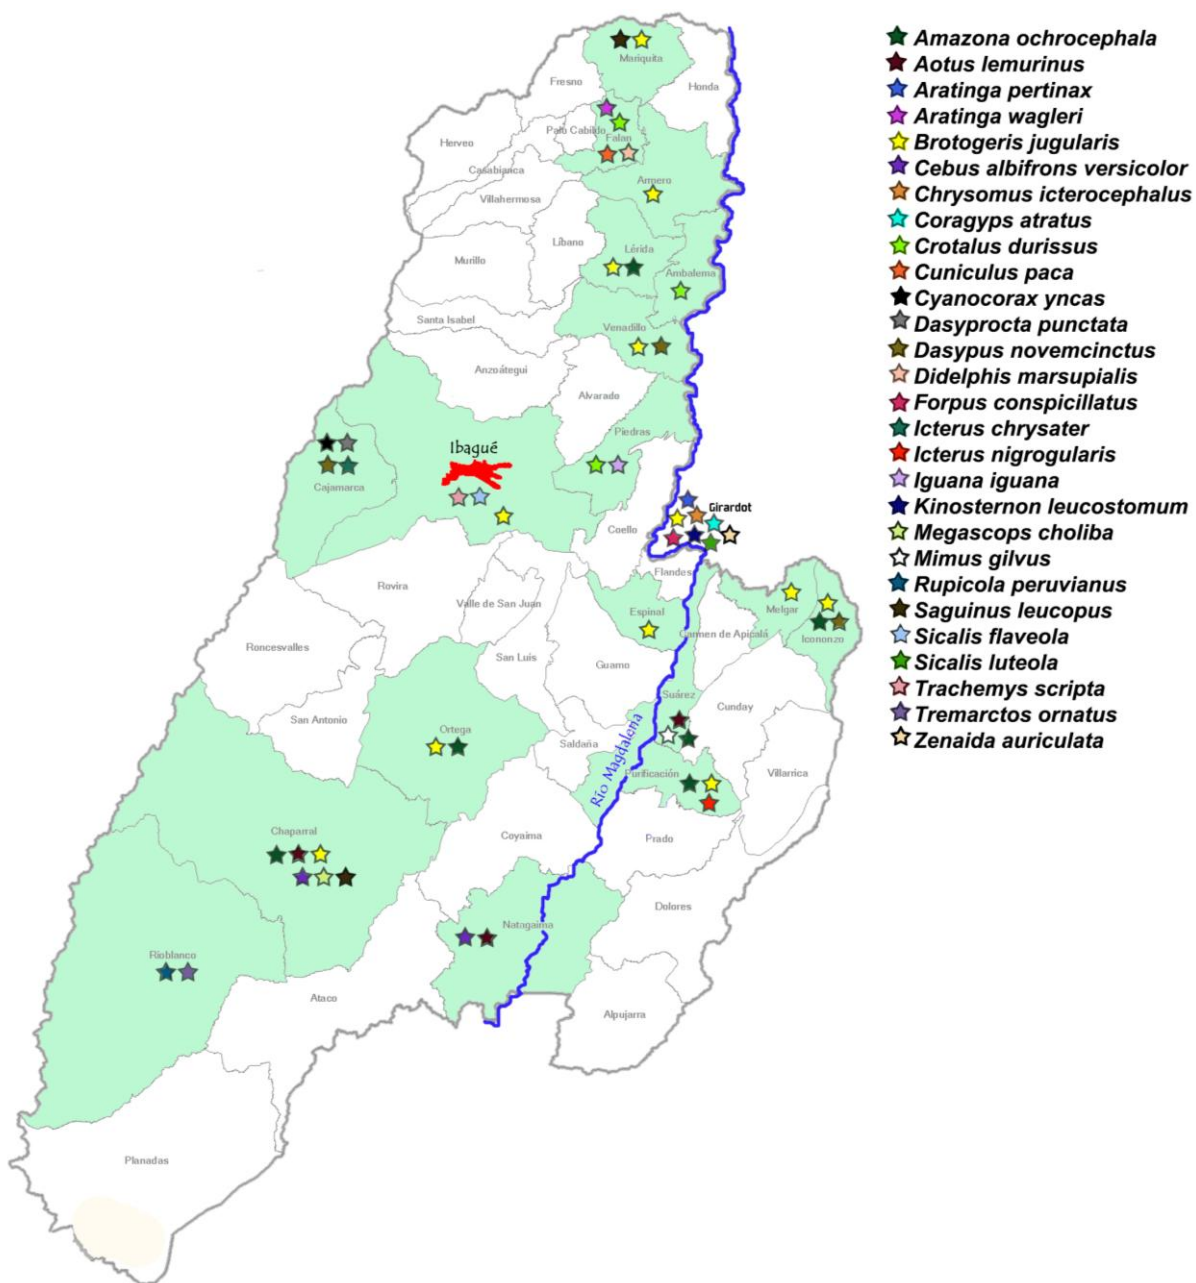 Mariquita
Fresno
Honda
Palo Cabildo
Falan
Herveo
Casabianca
Armero
Villahermosa
Líbano
Lérida
Murillo
Ambalema
Santa Isabel
Venadillo
Anzoátegui
Alvarado
Piedras
Ibagué
Cajamarca
Coello
Girardot
Flandes
Rovira
Valle de San Juan
Espinal
Melgar
Carmen de Apicalá
Icononzo
Roncesvalles
San Luis
Guamo
Suárez
Cunday
San Antonio
Ortega
Saldaña
Río Magdalena
Purificación
Villarrica
Chaparral
Coyaima
Prado
Dolores
Natagaima
Rioblanco
Ataco
Alpujarra
Planadas
Amazona ochrocephala
Aotus lemurinus
Aratinga pertinax
Aratinga wagleri
Brotogeris jugularis
Cebus albifrons versicolor
Chrysomus icterocephalus
Coragyps atratus
Crotalus durissus
Cuniculus paca
Cyanocorax yncas
Dasyprocta punctata
Dasypus novemcinctus
Didelphis marsupialis
Forpus conspicillatus
Icterus chrysater
Icterus nigrogularis
Iguana iguana
Kinosternon leucostomum
Megascops choliba
Mimus gilvus
Rupicola peruvianus
Saguinus leucopus
Sicalis flaveola
Sicalis luteola
Trachemys scripta
Tremarctos ornatus
Zenaida auriculata